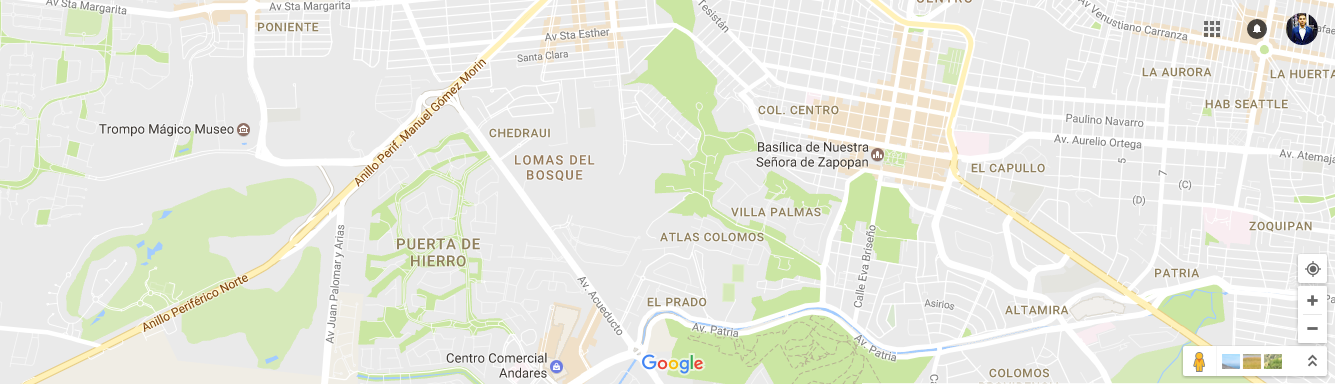 Av Sta Margarita
Av Sta Margarita
PONIENTE
Tesistán
CENTRO
Av Venustiano Carranza
Av Sta Esther
Santa Clara
LA AURORA
LA HUERTA
HAB SEATTLE
Anillo Perif. Manuel Gómez Morin
COL. CENTRO
Paulino Navarro
Trompo Mágico Museo
CHEDRAUI
Av. Aurelio Ortega
Av. Atemaja
LOMAS DEL
BOSQUE
Basílica de Nuestra
Señora de Zapopan
EL CAPULLO
5
7
(C)
(D)
VILLA PALMAS
ZOQUIPAN
ATLAS COLOMOS
PUERTA DE
HIERRO
Av Juan Palomar y Arias
Calle Eva Briseño
PATRIA
Anillo Periférico Norte
Av. Acueducto
EL PRADO
Asirios
ALTAMIRA
Av. Patria
Av. Patria
Centro Comercial
Andares
Google
COLOMOS